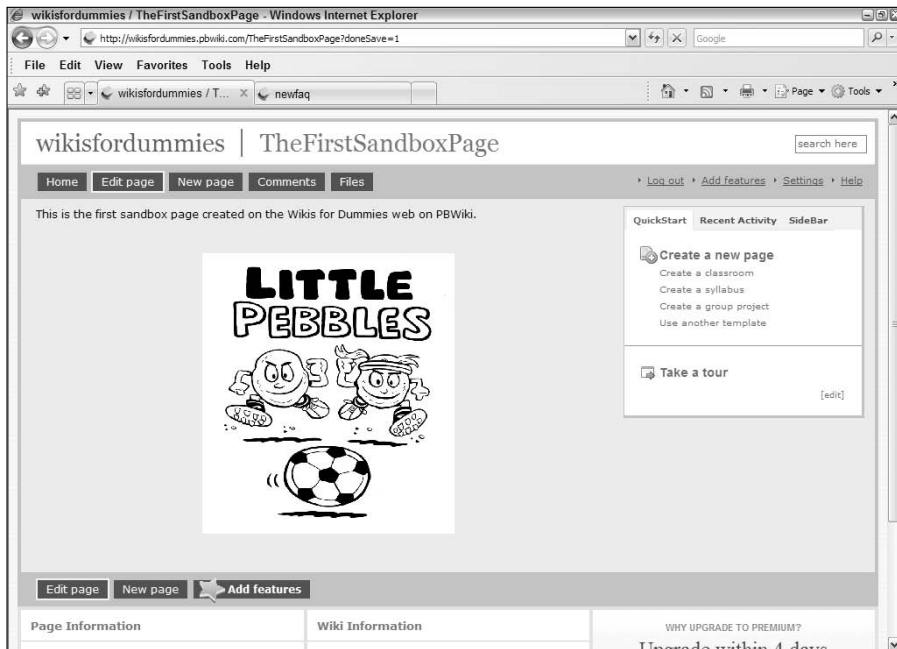 wikisfordummies / TheFirstSandboxPage - Windows Internet Explorer
http://wikisfordummies.pbwiki.com/TheFirstSandboxPage?doneSave=1
Google
File Edit View Favorites Tools Help
wikisfordummies / T... newfaq Page Tools
wikisfordummies | TheFirstSandboxPage search here
Home Edit page New page Comments Files Log out Add features Settings Help
This is the first sandbox page created on the Wikis for Dummies web on PBWiki.
QuickStart Recent Activity SideBar
Create a new page
Create a classroom
Create a syllabus
Create a group project
Use another template
Take a tour
[edit]
LITTLE
PEBBLES
Edit page New page Add features
Page Information Wiki Information WHY UPGRADE TO PREMIUM?
Upgrade within 4 days